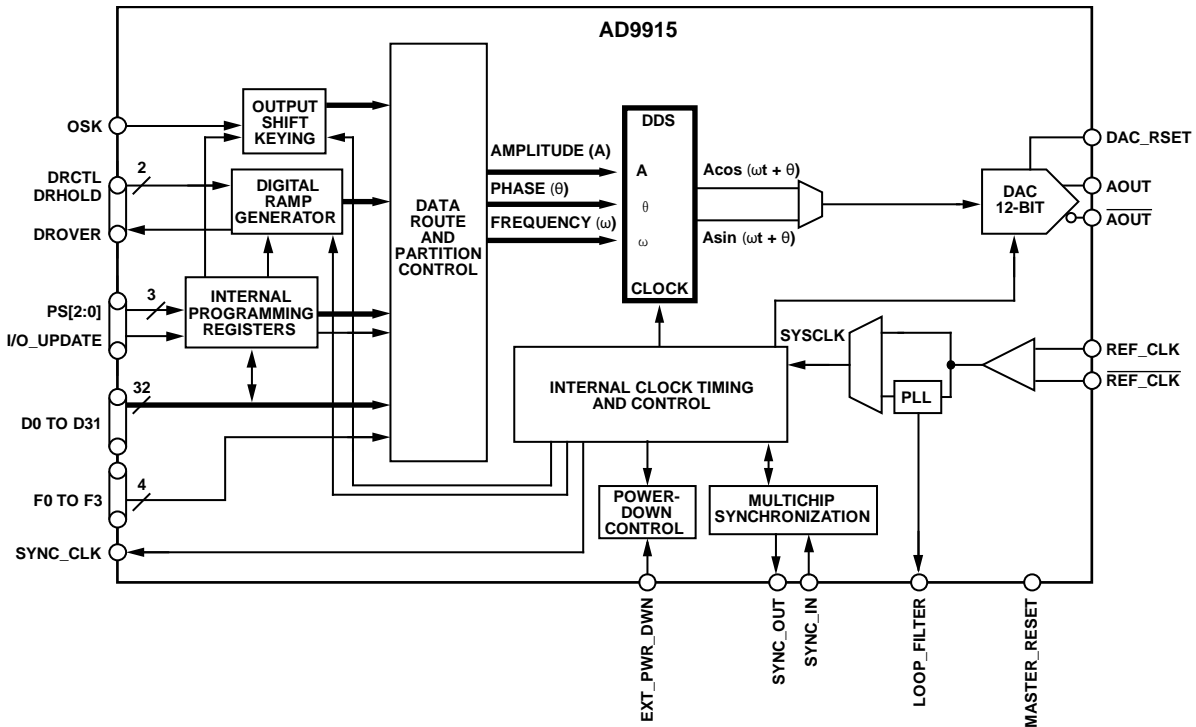 AD9915
OSK
OUTPUT
SHIFT
KEYING
DRCTL
DRHOLD
2
DROVER
DIGITAL
RAMP
GENERATOR
PS[2:0]
3
I/O_UPDATE
INTERNAL
PROGRAMMING
REGISTERS
32
D0 TO D31
4
F0 TO F3
SYNC_CLK
DATA
ROUTE
AND
PARTITION
CONTROL
AMPLITUDE (A)
PHASE (θ)
FREQUENCY (ω)
DDS
A
θ
ω
CLOCK
Acos (ωt + θ)
Asin (ωt + θ)
DAC
12-BIT
DAC_RSET
AOUT
AOUT
INTERNAL CLOCK TIMING
AND CONTROL
SYSCLK
PLL
REF_CLK
REF_CLK
POWER-
DOWN
CONTROL
MULTICHIP
SYNCHRONIZATION
EXT_PWR_DWN
SYNC_OUT
SYNC_IN
LOOP_FILTER
MASTER_RESET